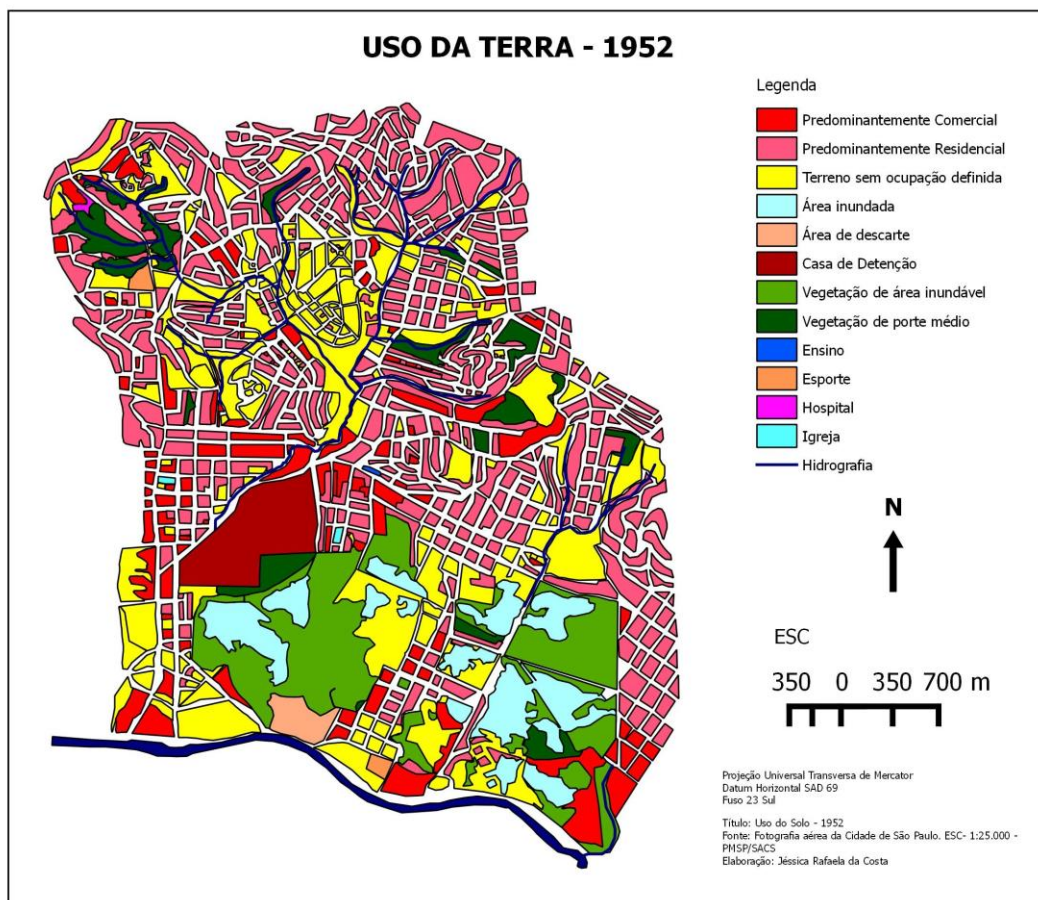 USO DA TERRA - 1952
Legenda
Predominantemente Comercial
Predominantemente Residencial
Terreno sem ocupação definida
Área inundada
Área de descarte
Casa de Detenção
Vegetação de área inundável
Vegetação de porte médio
Ensino
Esporte
Hospital
Igreja
Hidrografia
N
ESC
350 0 350 700 m
Projeção Universal Transversa de Mercator
Datum Horizontal SAD 69
Fuso 23 Sul
Título: Uso do Solo - 1952
Fonte: Fotografia aérea da Cidade de São Paulo. ESC- 1:25.000 -
PMSP/SACS
Elaboração: Jéssica Rafaela da Costa